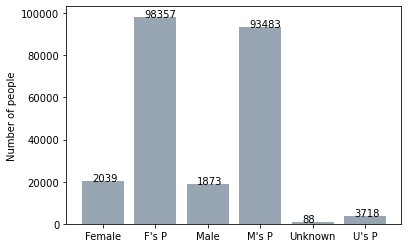 100000
80000
60000
40000
20000
0
Number of people
2039
98357
1873
93483
88
3718
Female
F's P
Male
M's P
Unknown
U's P